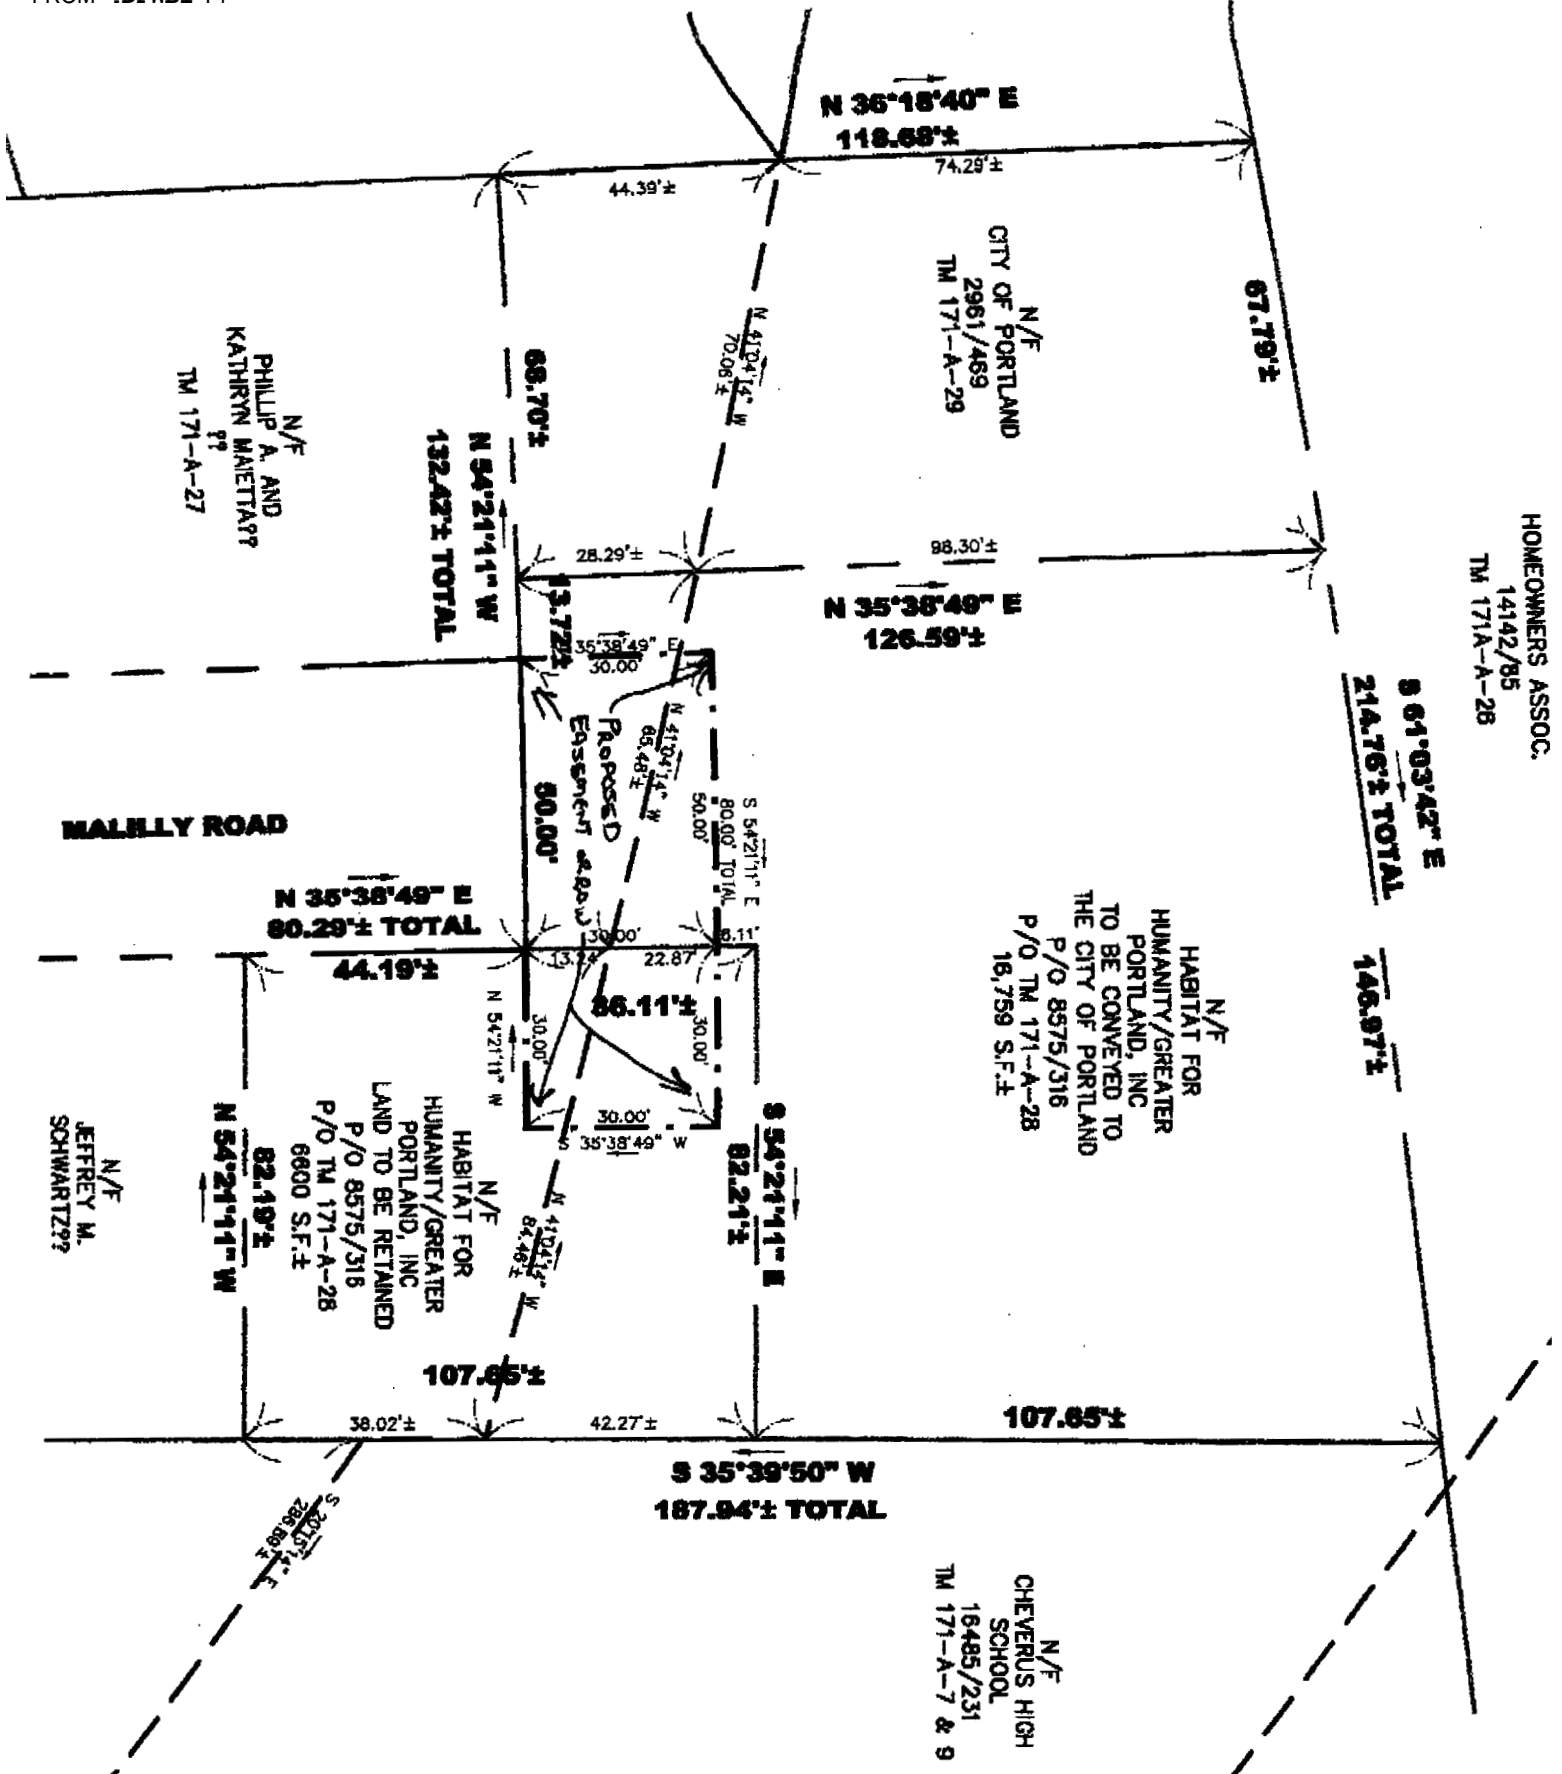 N 36°18'40" E
118.68'±
44.39'±
74.29'±
N/F
CITY OF PORTLAND
2961/469
TM 171-A-29
67.79'±
N 41°04'14" W
70.06'±
68.70'±
N 54°21'11" W
132.42'± TOTAL
N/F
PHILLIP A. AND
KATHRYN MAIETTA??
??
TM 171-A-27
HOMEOWNERS ASSOC.
14142/85
TM 171A-A-28
28.29'±
98.30'±
N 35°38'49" E
126.59'±
13.72'±
35°38'49" E
30.00'
S 61°03'42" E
214.76'± TOTAL
PROPOSED
EASEMENT
N 41°04'14" W
65.48'±
50.00'
S 54°21'11" E
80.00' TOTAL
50.00'
MALILLY ROAD
N 35°38'49" E
80.29'± TOTAL
44.19'±
30.00'
6.11'
13.24'
22.87'
36.11'±
146.97'±
N/F
HABITAT FOR
HUMANITY/GREATER
PORTLAND, INC
TO BE CONVEYED TO
THE CITY OF PORTLAND
P/O 8575/316
P/O TM 171-A-28
16,759 S.F.±
N 54°21'11" W
30.00'
30.00'
30.00'
S 35°38'49" W
N/F
JEFFREY M.
SCHWARTZ??
82.19'±
N 54°21'11" W
N/F
HABITAT FOR
HUMANITY/GREATER
PORTLAND, INC
LAND TO BE RETAINED
P/O 8575/316
P/O TM 171-A-28
6600 S.F.±
N 41°04'14" W
84.46'±
S 54°21'11" E
82.21'±
107.65'±
38.02'±
42.27'±
107.65'±
S 35°39'50" W
187.94'± TOTAL
S 20°15'14" E
N/F
CHEVERUS HIGH
SCHOOL
16485/231
TM 171-A-7 & 9